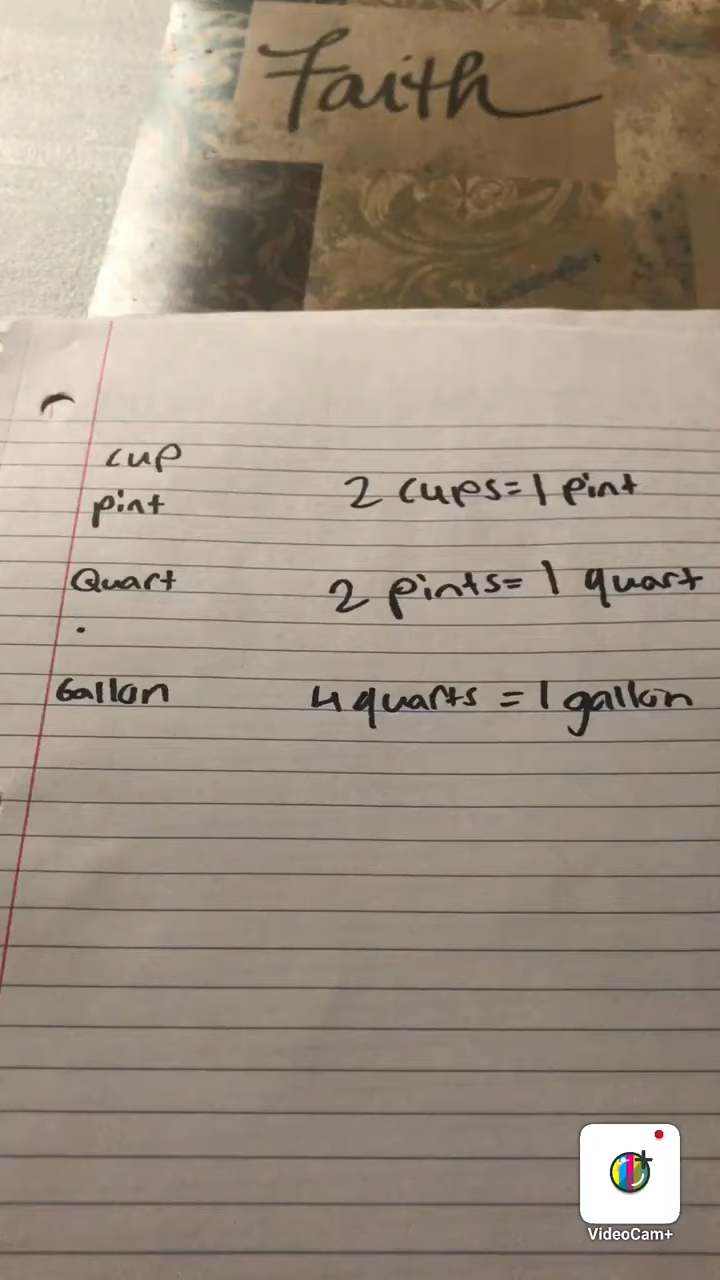 Faith
cup
pint
2 cups = 1 pint
Quart
2 pints = 1 quart
Gallon
4 quarts = 1 gallon
VideoCam+